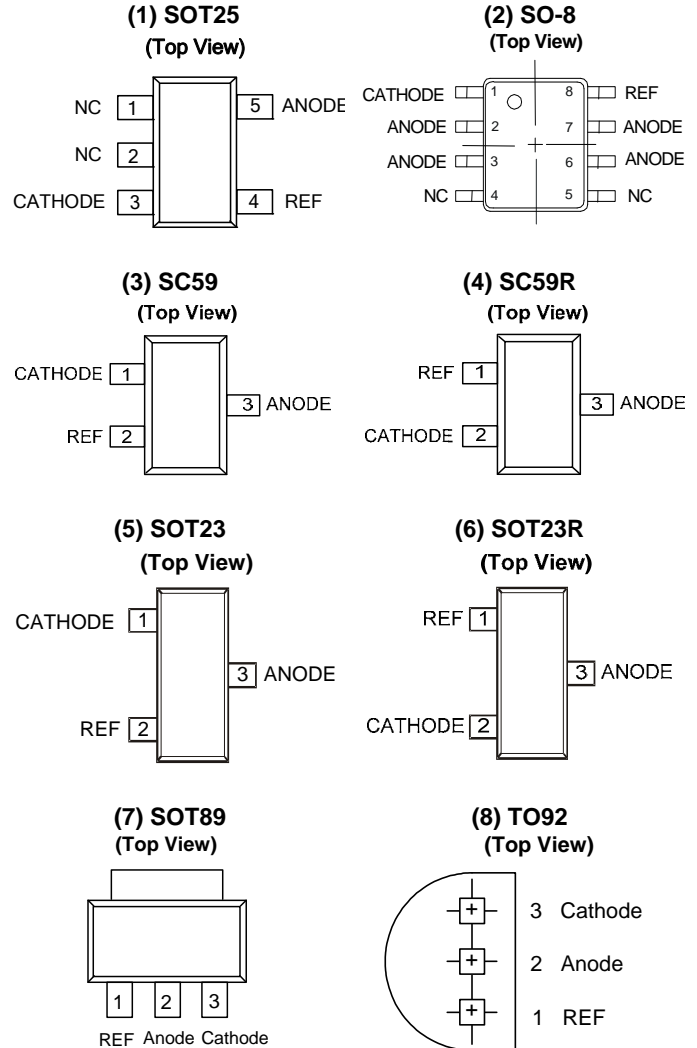 (1) SOT25
(Top View)
NC 1
5 ANODE
NC 2
CATHODE 3
4 REF
(2) SO-8
(Top View)
CATHODE 1
8 REF
ANODE 2
7 ANODE
ANODE 3
6 ANODE
NC 4
5 NC
(3) SC59
(Top View)
CATHODE 1
3 ANODE
REF 2
(4) SC59R
(Top View)
REF 1
3 ANODE
CATHODE 2
(5) SOT23
(Top View)
CATHODE 1
3 ANODE
REF 2
(6) SOT23R
(Top View)
REF 1
3 ANODE
CATHODE 2
(7) SOT89
(Top View)
1 2 3
REF Anode Cathode
(8) TO92
(Top View)
3 Cathode
2 Anode
1 REF